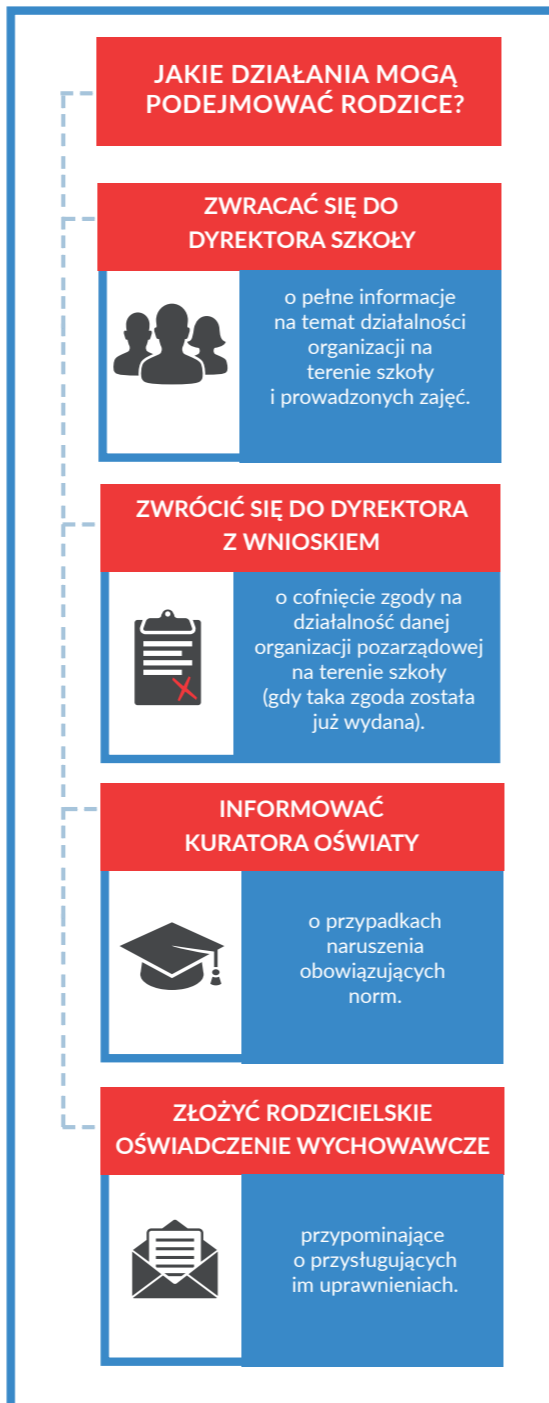 JAKIE DZIAŁANIA MOGĄ
PODEJMOWAĆ RODZICE?
ZWRACAĆ SIĘ DO
DYREKTORA SZKOŁY
o pełne informacje
na temat działalności
organizacji na
terenie szkoły
i prowadzonych zajęć.
ZWRÓCIĆ SIĘ DO DYREKTORA
Z WNIOSKIEM
o cofnięcie zgody na
działalność danej
organizacji pozarządowej
na terenie szkoły
(gdy taka zgoda została
już wydana).
INFORMOWAĆ
KURATORA OŚWIATY
o przypadkach
naruszenia
obowiązujących
norm.
ZŁOŻYĆ RODZICIELSKIE
OŚWIADCZENIE WYCHOWAWCZE
przypominające
o przysługujących
im uprawnieniach.